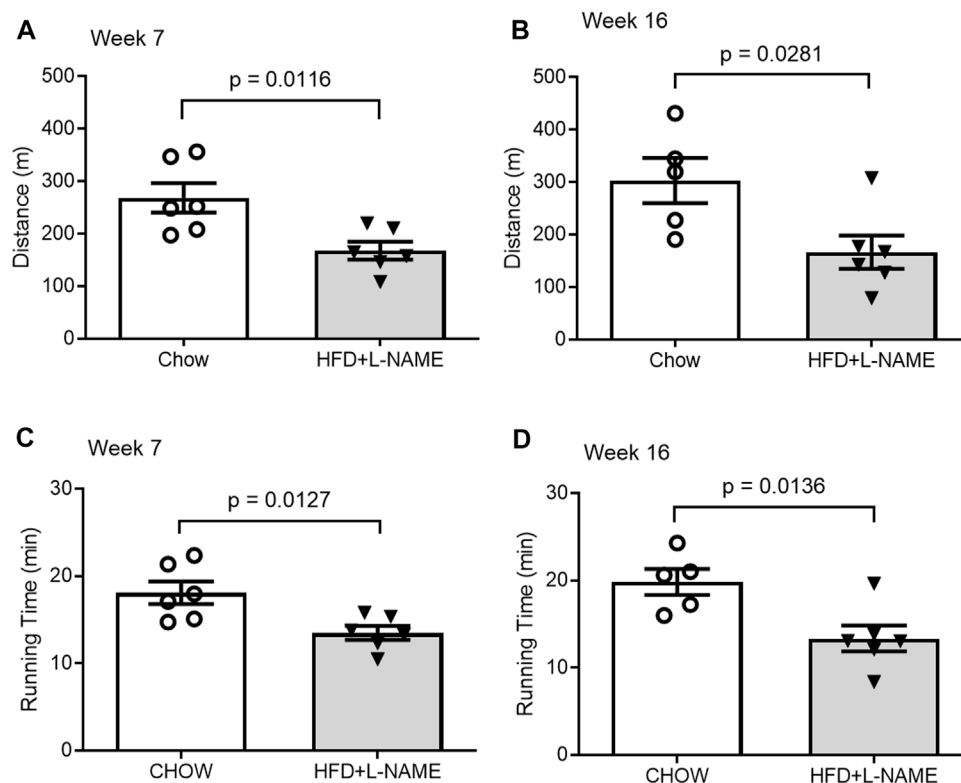 A
Week 7
p = 0.0116
Distance (m)
500
400
300
200
100
0
Chow
HFD+L-NAME
B
Week 16
p = 0.0281
Distance (m)
500
400
300
200
100
0
Chow
HFD+L-NAME
C
Week 7
p = 0.0127
Running Time (min)
30
20
10
0
CHOW
HFD+L-NAME
D
Week 16
p = 0.0136
Running Time (min)
30
20
10
0
CHOW
HFD+L-NAME